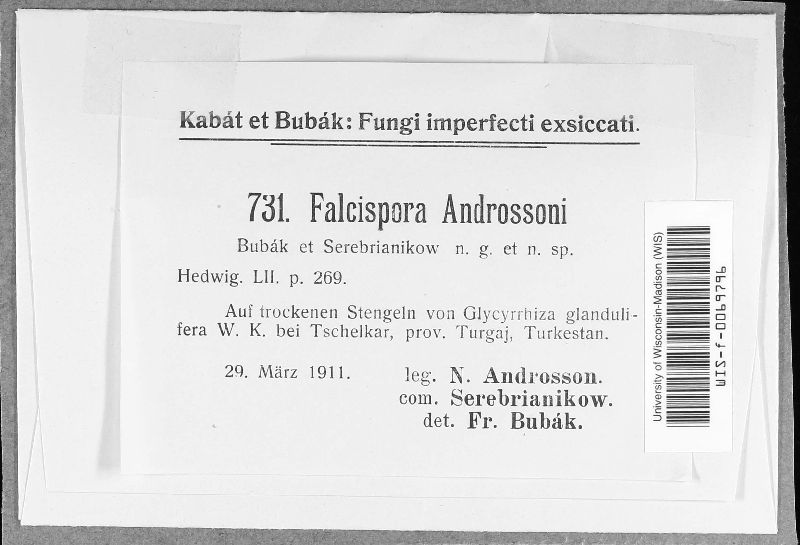 Kabát et Bubák: Fungi imperfecti exsiccati.
731. Falcispora Androssoni
Bubák et Serebrianikow n. g. et n. sp.
Hedwig. LII. p. 269.
Auf trockenen Stengeln von Glycyrrhiza glanduli-
fera W. K. bei Tschelkar, prov. Turgaj, Turkestan.
29. März 1911.
leg. N. Androsson.
com. Serebrianikow.
det. Fr. Bubák.
University of Wisconsin-Madison (WIS)
WIS-f-0069796